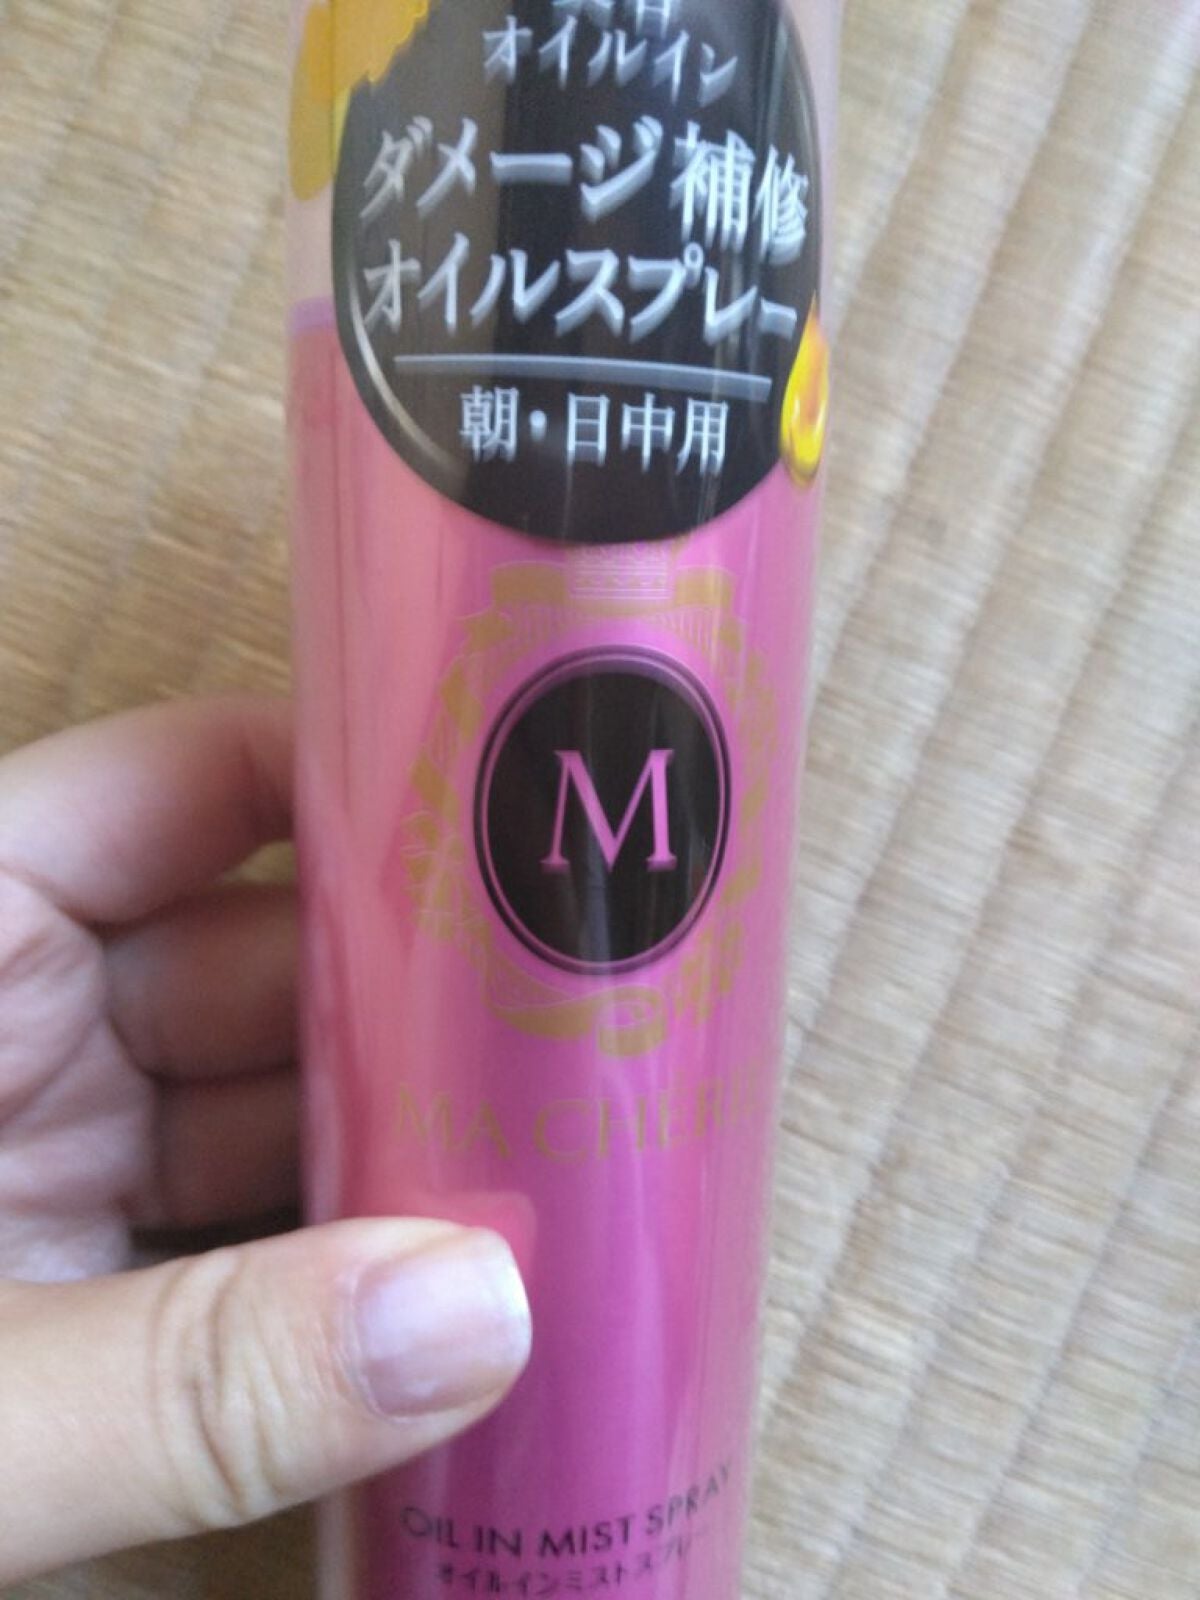 美容
オイルイン
ダメージ補修
オイルスプレー
朝・日中用
M
MA CHERIE
OIL IN MIST SPRAY
オイルインミストスプレー